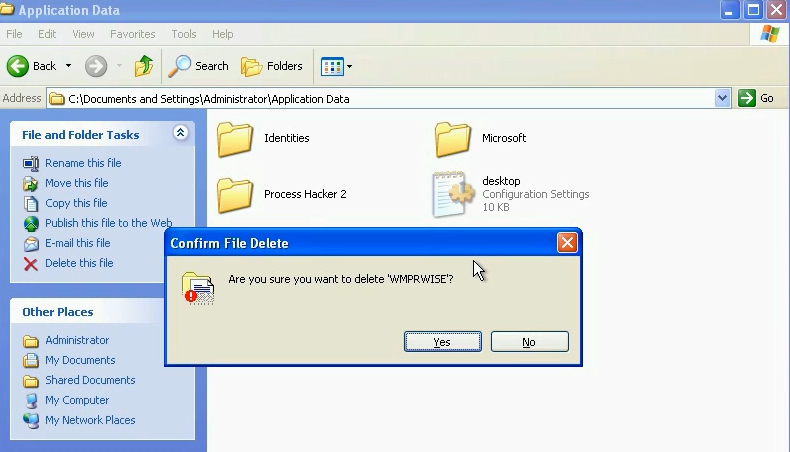 Application Data
File Edit View Favorites Tools Help
Back Search Folders
Address C:\Documents and Settings\Administrator\Application Data Go
File and Folder Tasks
Rename this file
Move this file
Copy this file
Publish this file to the Web
E-mail this file
Delete this file
Other Places
Administrator
My Documents
Shared Documents
My Computer
My Network Places
Identities Microsoft
Process Hacker 2 desktop
Configuration Settings
10 KB
Confirm File Delete
Are you sure you want to delete 'WMPRWISE'?
Yes No